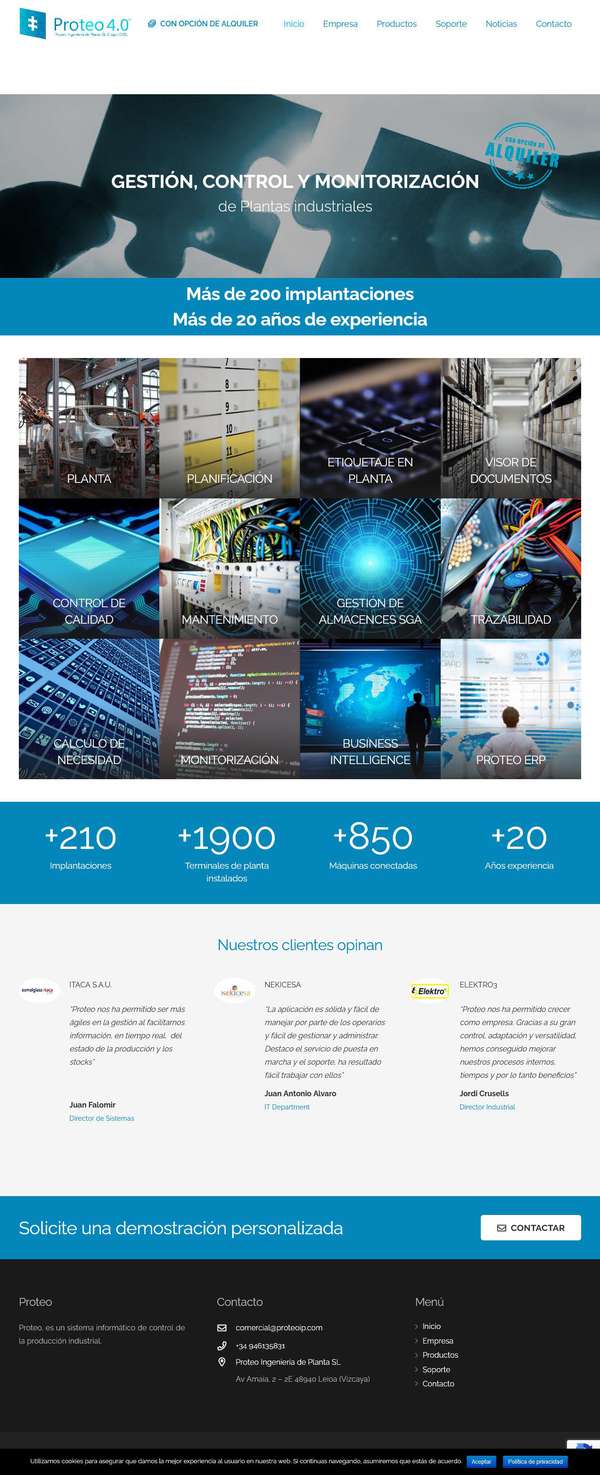 Proteo 4.0
CON OPCIÓN DE ALQUILER
Inicio
Empresa
Productos
Soporte
Noticias
Contacto
CON OPCIÓN DE
ALQUILER
GESTIÓN, CONTROL Y MONITORIZACIÓN
de Plantas industriales
Más de 200 implantaciones
Más de 20 años de experiencia
PLANTA
PLANIFICACIÓN
ETIQUETAJE EN
PLANTA
VISOR DE
DOCUMENTOS
CONTROL DE
CALIDAD
MANTENIMIENTO
GESTIÓN DE
ALMACENCES SGA
TRAZABILIDAD
CÁLCULO DE
NECESIDAD
MONITORIZACIÓN
BUSINESS
INTELLIGENCE
PROTEO ERP
+210
Implantaciones
+1900
Terminales de planta
instalados
+850
Máquinas conectadas
+20
Años experiencia
Nuestros clientes opinan
ITACA S.A.U.
"Proteo nos ha permitido ser más
ágiles en la gestión al facilitarnos
información, en tiempo real, del
estado de la producción y los
stocks"
Juan Falomir
Director de Sistemas
NEKICESA
NEKICESA
"La aplicación es sólida y fácil de
manejar por parte de los operarios
y fácil de gestionar y administrar.
Destaco el servicio de puesta en
marcha y el soporte, ha resultado
fácil trabajar con ellos"
Juan Antonio Alvaro
IT Department
Elektro3
ELEKTRO3
"Proteo nos ha permitido crecer
como empresa. Gracias a su gran
control, adaptación y versatilidad,
hemos conseguido mejorar
nuestros procesos internos,
tiempos y por lo tanto beneficios"
Jordi Crusells
Director Industrial
Solicite una demostración personalizada
CONTACTAR
Proteo
Proteo, es un sistema informático de control de
la producción industrial.
Contacto
comercial@proteoip.com
+34 946135831
Proteo Ingeniería de Planta SL
Av Amaia, 2 – 2E 48940 Leioa (Vizcaya)
Menú
Inicio
Empresa
Productos
Soporte
Contacto
Utilizamos cookies para asegurar que damos la mejor experiencia al usuario en nuestra web. Si continúas navegando, asumiremos que estás de acuerdo.
Aceptar
Política de privacidad